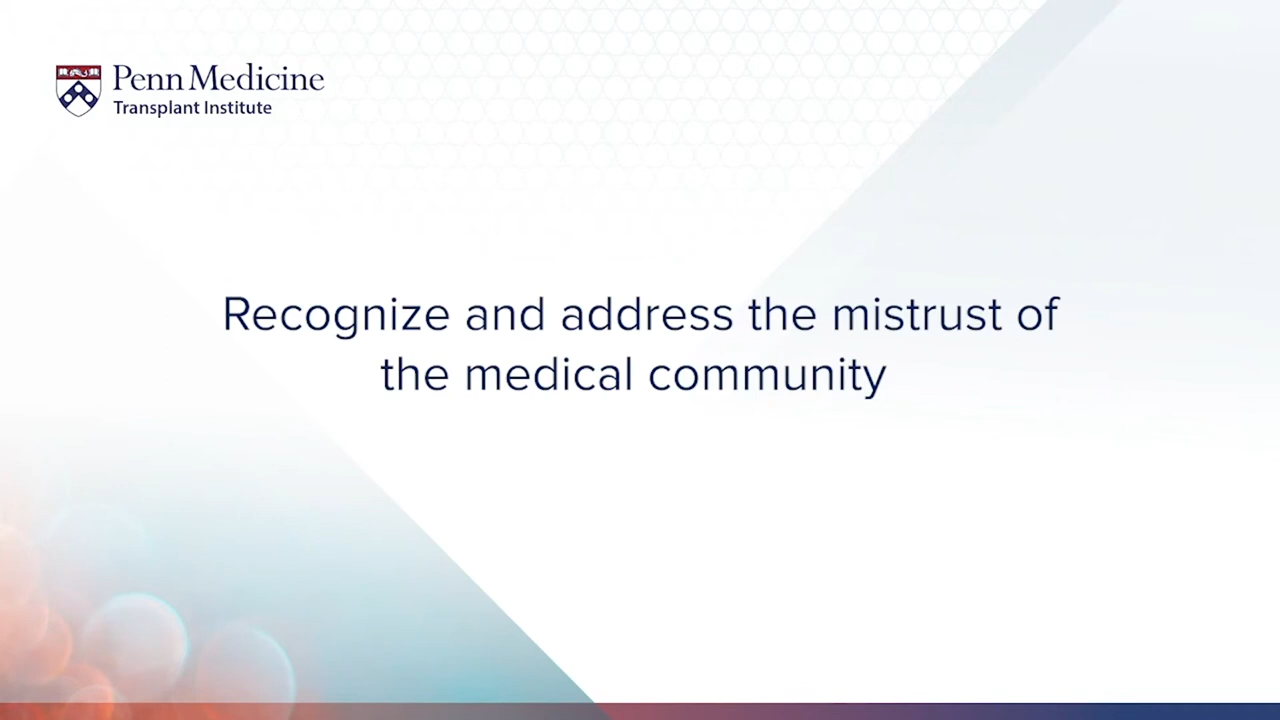 Penn Medicine
Transplant Institute
Recognize and address the mistrust of
the medical community